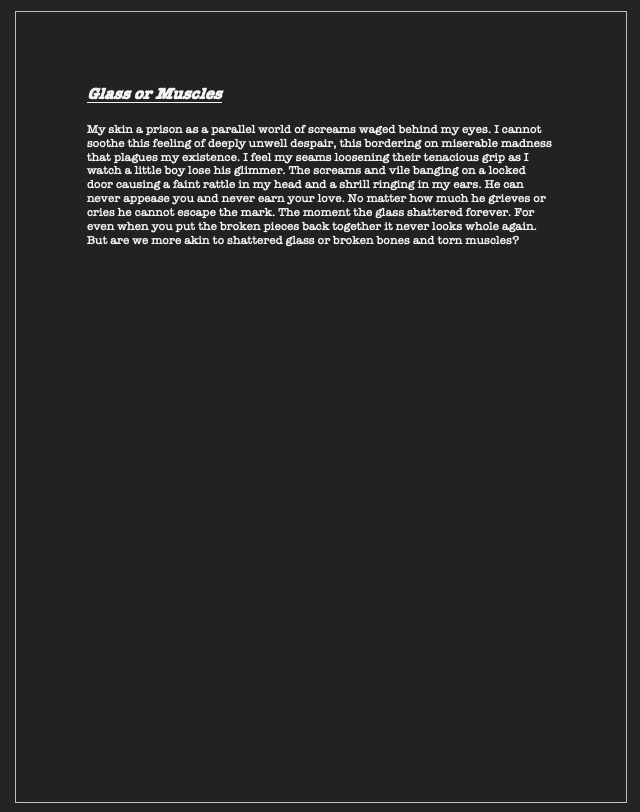 Glass or Muscles
My skin a prison as a parallel world of screams waged behind my eyes. I cannot
soothe this feeling of deeply unwell despair, this bordering on miserable madness
that plagues my existence. I feel my seams loosening their tenacious grip as I
watch a little boy lose his glimmer. The screams and vile banging on a locked
door causing a faint rattle in my head and a shrill ringing in my ears. He can
never appease you and never earn your love. No matter how much he grieves or
cries he cannot escape the mark. The moment the glass shattered forever. For
even when you put the broken pieces back together it never looks whole again.
But are we more akin to shattered glass or broken bones and torn muscles?